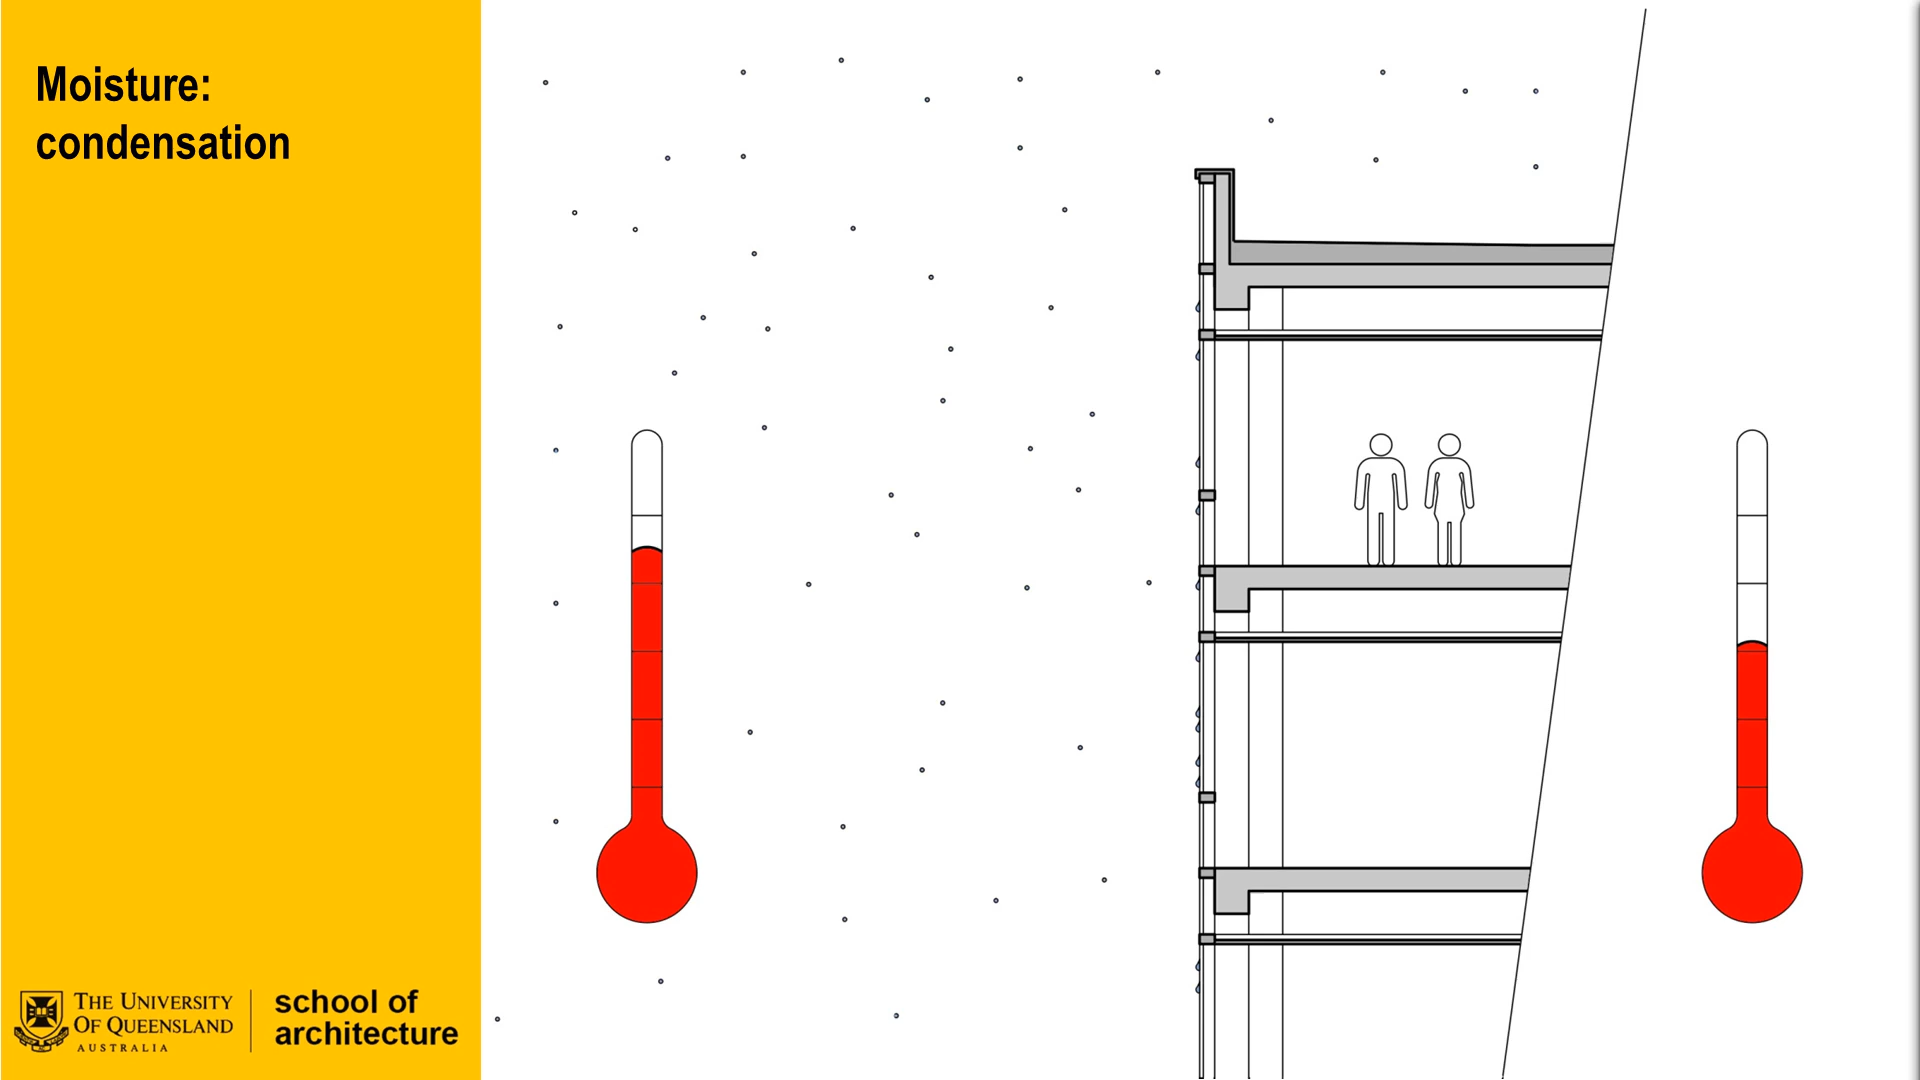 Moisture:
condensation
THE UNIVERSITY
OF QUEENSLAND
AUSTRALIA
school of
architecture